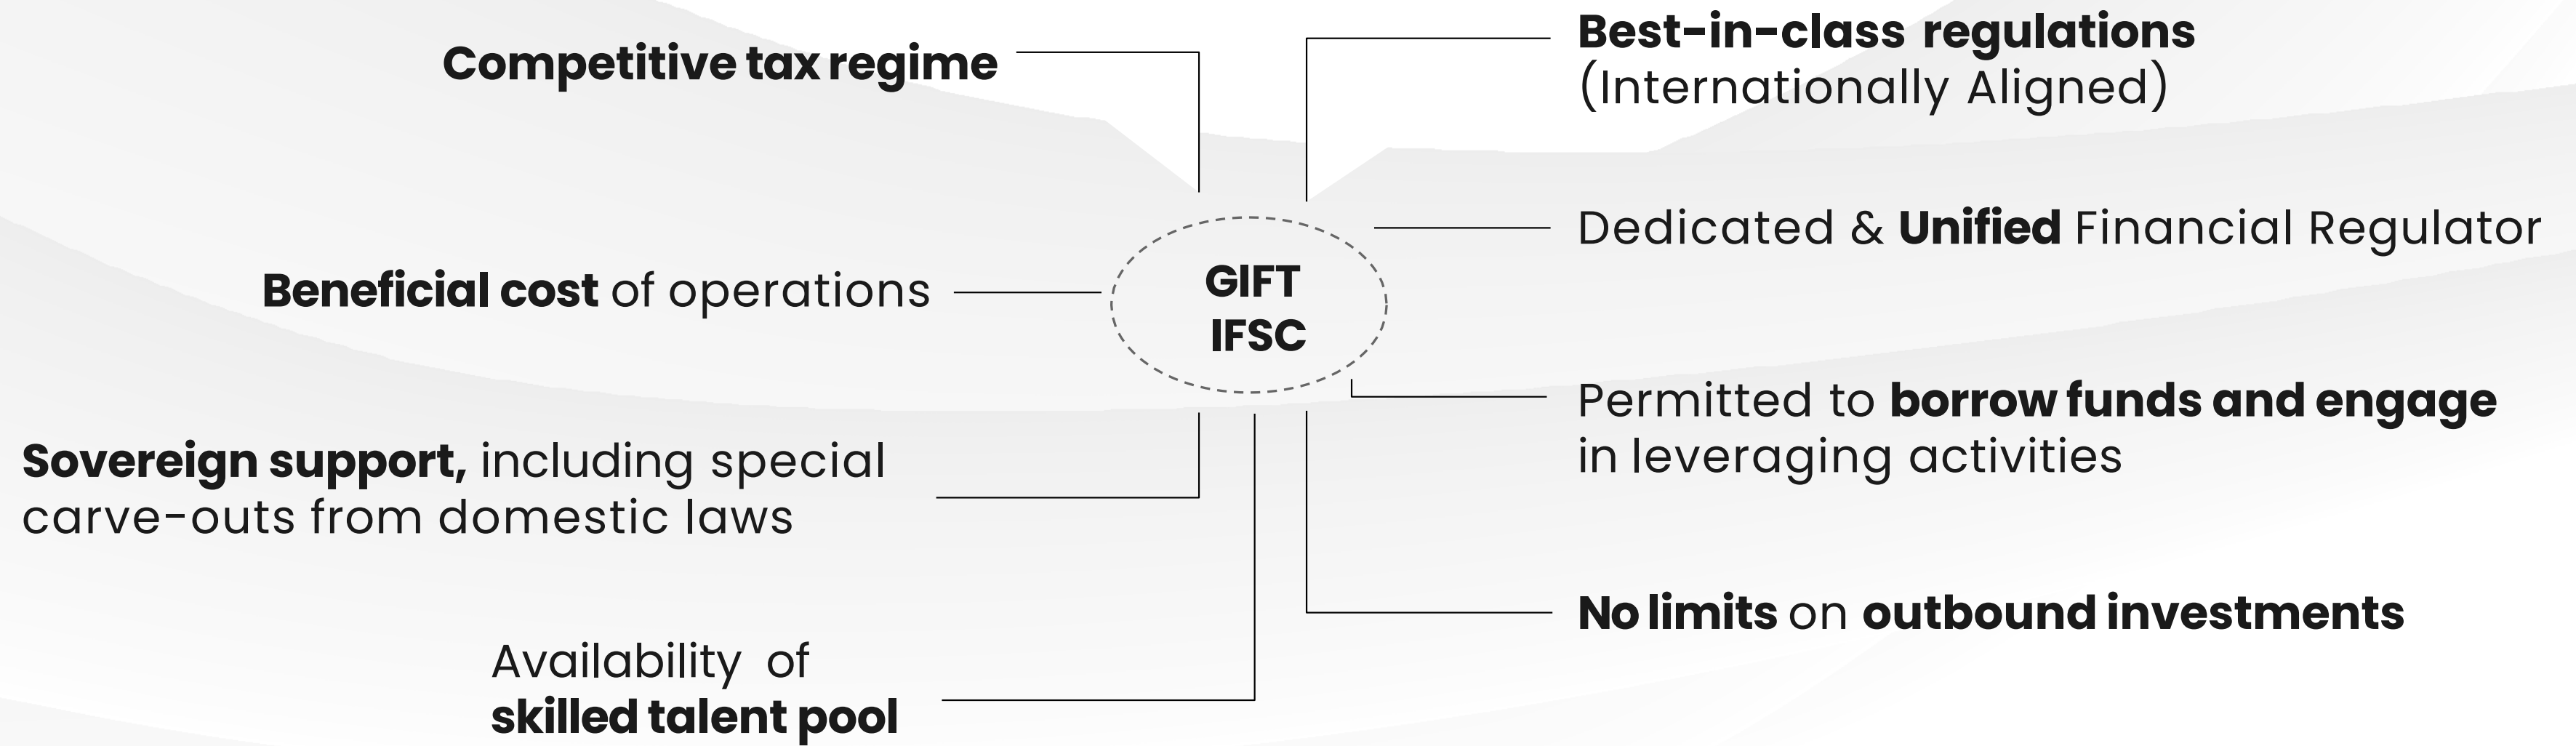 Competitive tax regime
Beneficial cost of operations
Sovereign support, including special
carve-outs from domestic laws
Availability of
skilled talent pool
GIFT
IFSC
Best-in-class regulations
(Internationally Aligned)
Dedicated & Unified Financial Regulator
Permitted to borrow funds and engage
in leveraging activities
No limits on outbound investments